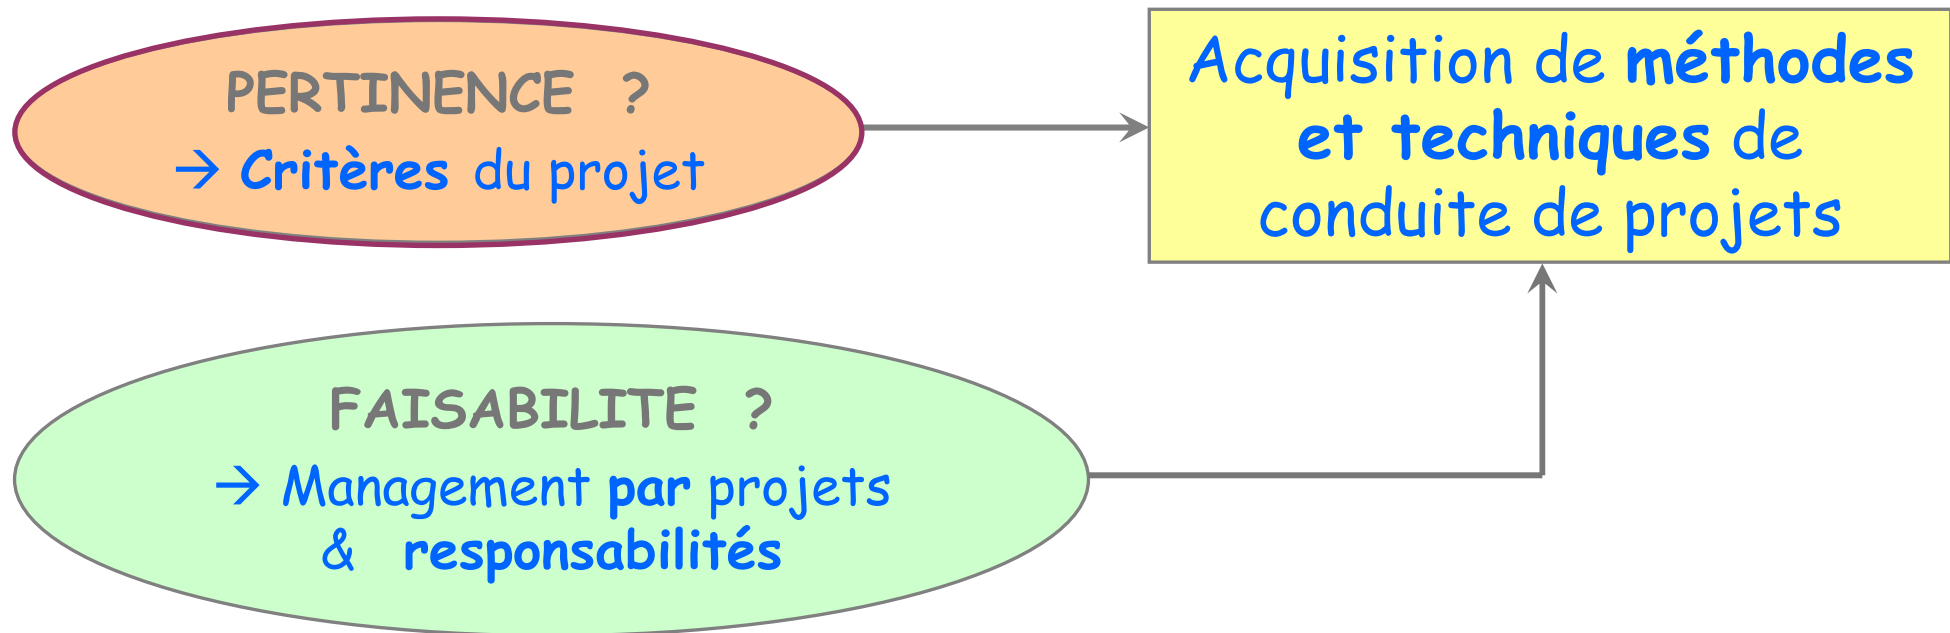 PERTINENCE ?
→ Critères du projet
Acquisition de méthodes
et techniques de
conduite de projets
FAISABILITE ?
→ Management par projets
& responsabilités